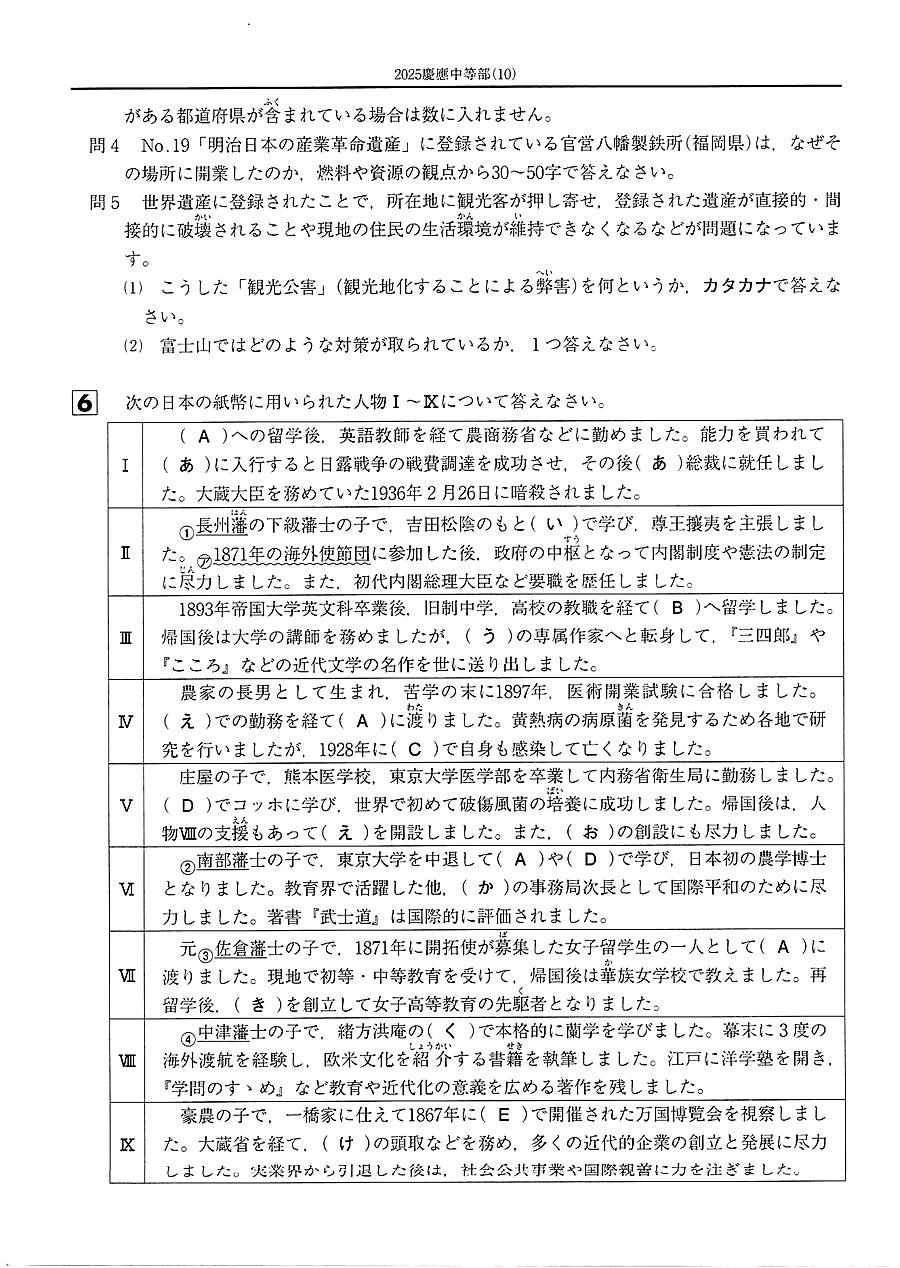 2025慶應中等部(10)
がある都道府県が含まれている場合は数に入れません。
問4 No.19「明治日本の産業革命遺産」に登録されている官営八幡製鉄所(福岡県)は，なぜそ
の場所に開業したのか，燃料や資源の観点から30～50字で答えなさい。
問5 世界遺産に登録されたことで，所在地に観光客が押し寄せ，登録された遺産が直接的・間
接的に破壊されることや現地の住民の生活環境が維持できなくなるなどが問題になっていま
す。
(1) こうした「観光公害」(観光地化することによる弊害)を何というか，カタカナで答えな
さい。
(2) 富士山ではどのような対策が取られているか，1つ答えなさい。
6 次の日本の紙幣に用いられた人物Ⅰ～Ⅸについて答えなさい。
Ⅰ
( A )への留学後，英語教師を経て農商務省などに勤めました。能力を買われて
( あ )に入行すると日露戦争の戦費調達を成功させ，その後( あ )総裁に就任しまし
た。大蔵大臣を務めていた1936年2月26日に暗殺されました。
Ⅱ
①長州藩の下級藩士の子で，吉田松陰のもと( い )で学び，尊王攘夷を主張しまし
た。㋐1871年の海外使節団に参加した後，政府の中枢となって内閣制度や憲法の制定
に尽力しました。また，初代内閣総理大臣など要職を歴任しました。
Ⅲ
1893年帝国大学英文科卒業後，旧制中学，高校の教職を経て( B )へ留学しました。
帰国後は大学の講師を務めましたが，( う )の専属作家へと転身して，『三四郎』や
『こころ』などの近代文学の名作を世に送り出しました。
Ⅳ
農家の長男として生まれ，苦学の末に1897年，医術開業試験に合格しました。
( え )での勤務を経て( A )に渡りました。黄熱病の病原菌を発見するため各地で研
究を行いましたが，1928年に( C )で自身も感染して亡くなりました。
Ⅴ
庄屋の子で，熊本医学校，東京大学医学部を卒業して内務省衛生局に勤務しました。
( D )でコッホに学び，世界で初めて破傷風菌の培養に成功しました。帰国後は，人
物Ⅷの支援もあって( え )を開設しました。また，( お )の創設にも尽力しました。
Ⅵ
②南部藩士の子で，東京大学を中退して( A )や( D )で学び，日本初の農学博士
となりました。教育界で活躍した他，( か )の事務局次長として国際平和のために尽
力しました。著書『武士道』は国際的に評価されました。
Ⅶ
元③佐倉藩士の子で，1871年に開拓使が募集した女子留学生の一人として( A )に
渡りました。現地で初等・中等教育を受けて，帰国後は華族女学校で教えました。再
留学後，( き )を創立して女子高等教育の先駆者となりました。
Ⅷ
④中津藩士の子で，緒方洪庵の( く )で本格的に蘭学を学びました。幕末に3度の
海外渡航を経験し，欧米文化を紹介する書籍を執筆しました。江戸に洋学塾を開き，
『学問のすゝめ』など教育や近代化の意義を広める著作を残しました。
Ⅸ
豪農の子で，一橋家に仕えて1867年に( E )で開催された万国博覧会を視察しまし
た。大蔵省を経て，( け )の頭取などを務め，多くの近代的企業の創立と発展に尽力
しました。実業界から引退した後は，社会公共事業や国際親善に力を注ぎました。